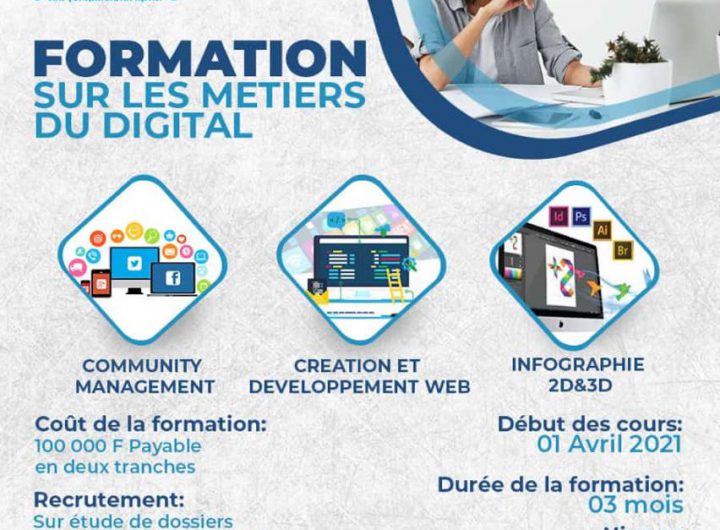 FORMATION
SUR LES METIERS
DU DIGITAL
</>
Id
Ps
Ai
Br
COMMUNITY
MANAGEMENT
CREATION ET
DEVELOPPEMENT WEB
INFOGRAPHIE
2D&3D
Coût de la formation:
100 000 F Payable
en deux tranches
Recrutement:
Sur étude de dossiers
Début des cours:
01 Avril 2021
Durée de la formation:
03 mois